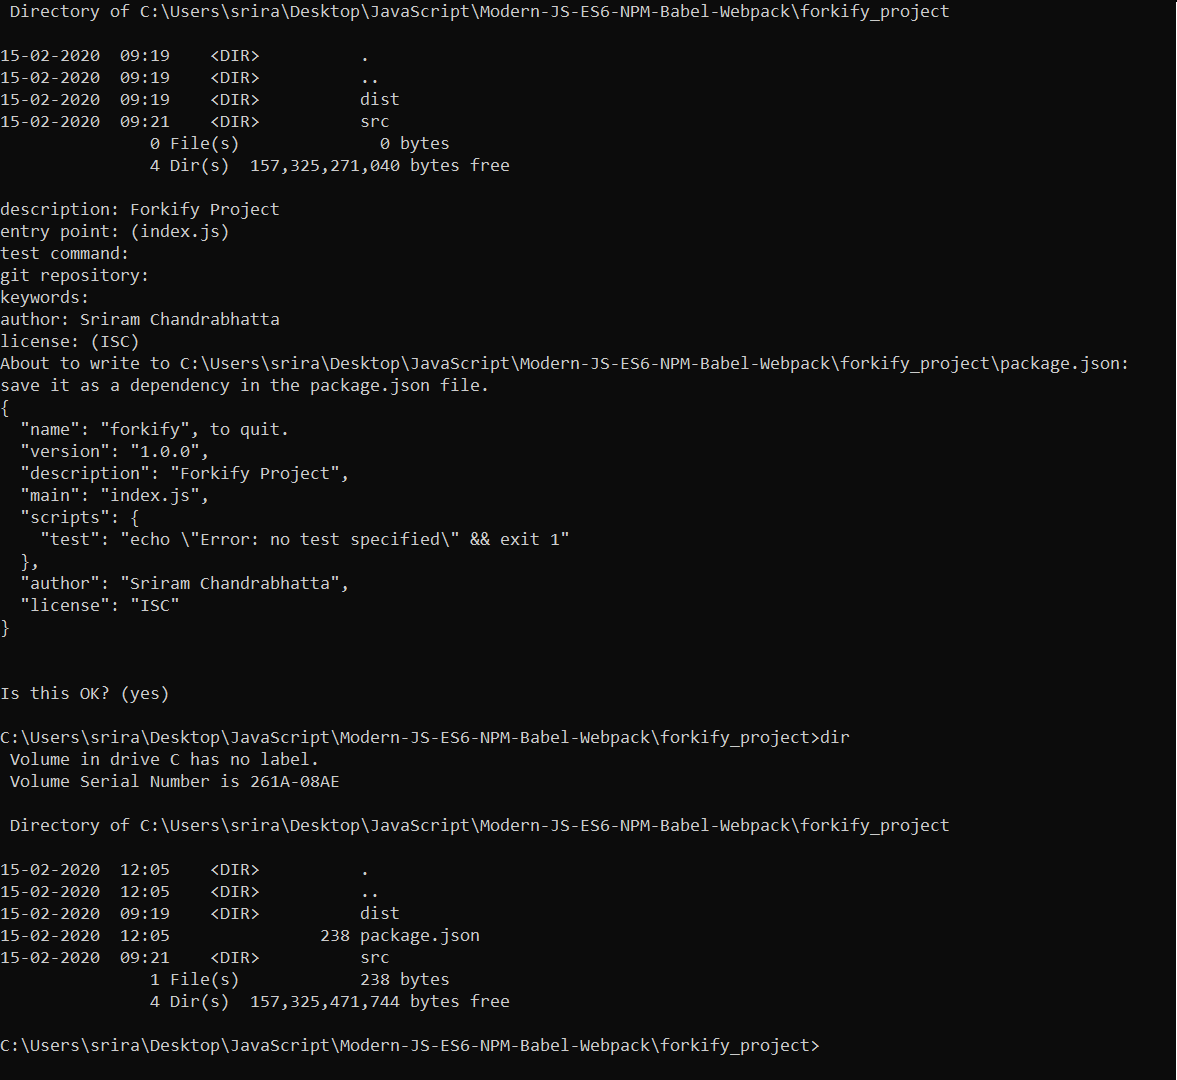 Directory of C:\Users\srira\Desktop\JavaScript\Modern-JS-ES6-NPM-Babel-Webpack\forkify_project

15-02-2020  09:19    <DIR>          .
15-02-2020  09:19    <DIR>          ..
15-02-2020  09:19    <DIR>          dist
15-02-2020  09:21    <DIR>          src
               0 File(s)              0 bytes
               4 Dir(s)  157,325,271,040 bytes free

description: Forkify Project
entry point: (index.js)
test command:
git repository:
keywords:
author: Sriram Chandrabhatta
license: (ISC)
About to write to C:\Users\srira\Desktop\JavaScript\Modern-JS-ES6-NPM-Babel-Webpack\forkify_project\package.json:
save it as a dependency in the package.json file.
{
  "name": "forkify", to quit.
  "version": "1.0.0",
  "description": "Forkify Project",
  "main": "index.js",
  "scripts": {
    "test": "echo \"Error: no test specified\" && exit 1"
  },
  "author": "Sriram Chandrabhatta",
  "license": "ISC"
}


Is this OK? (yes)

C:\Users\srira\Desktop\JavaScript\Modern-JS-ES6-NPM-Babel-Webpack\forkify_project>dir
 Volume in drive C has no label.
 Volume Serial Number is 261A-08AE

 Directory of C:\Users\srira\Desktop\JavaScript\Modern-JS-ES6-NPM-Babel-Webpack\forkify_project

15-02-2020  12:05    <DIR>          .
15-02-2020  12:05    <DIR>          ..
15-02-2020  09:19    <DIR>          dist
15-02-2020  12:05               238 package.json
15-02-2020  09:21    <DIR>          src
               1 File(s)            238 bytes
               4 Dir(s)  157,325,471,744 bytes free

C:\Users\srira\Desktop\JavaScript\Modern-JS-ES6-NPM-Babel-Webpack\forkify_project>